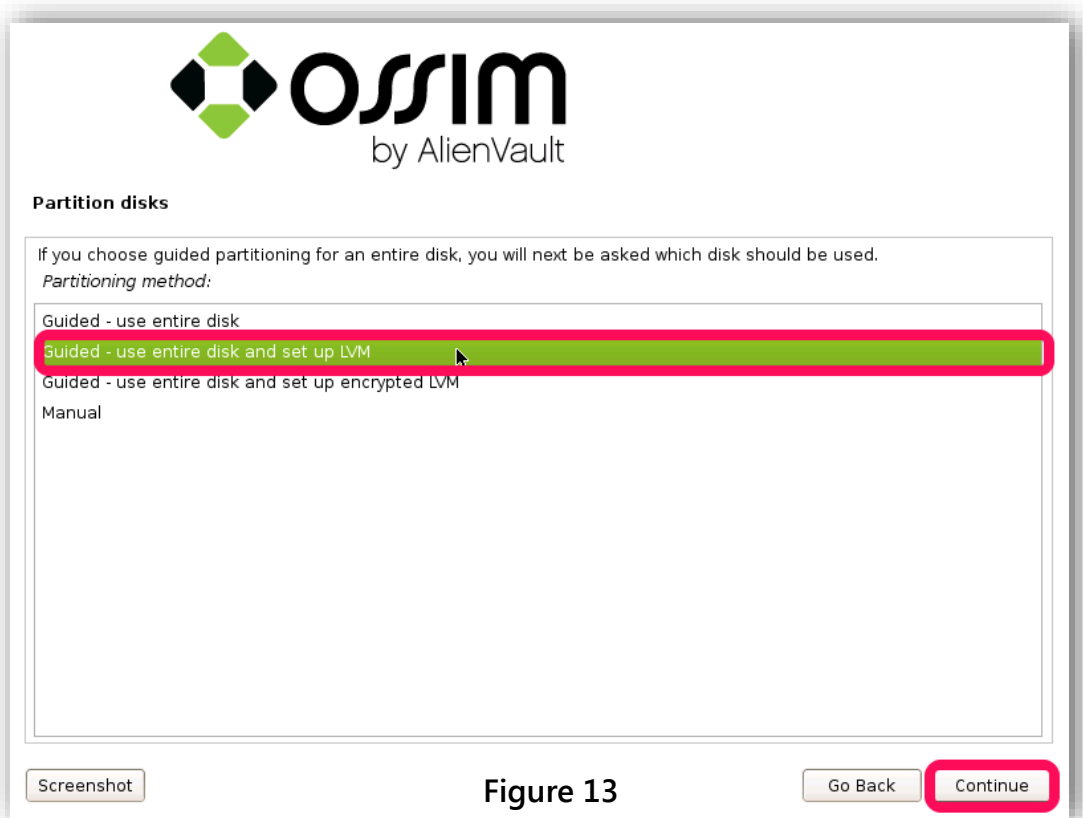 OSSIM
by AlienVault
Partition disks
If you choose guided partitioning for an entire disk, you will next be asked which disk should be used.
Partitioning method:
Guided - use entire disk
Guided - use entire disk and set up LVM
Guided - use entire disk and set up encrypted LVM
Manual
Screenshot
Figure 13
Go Back
Continue